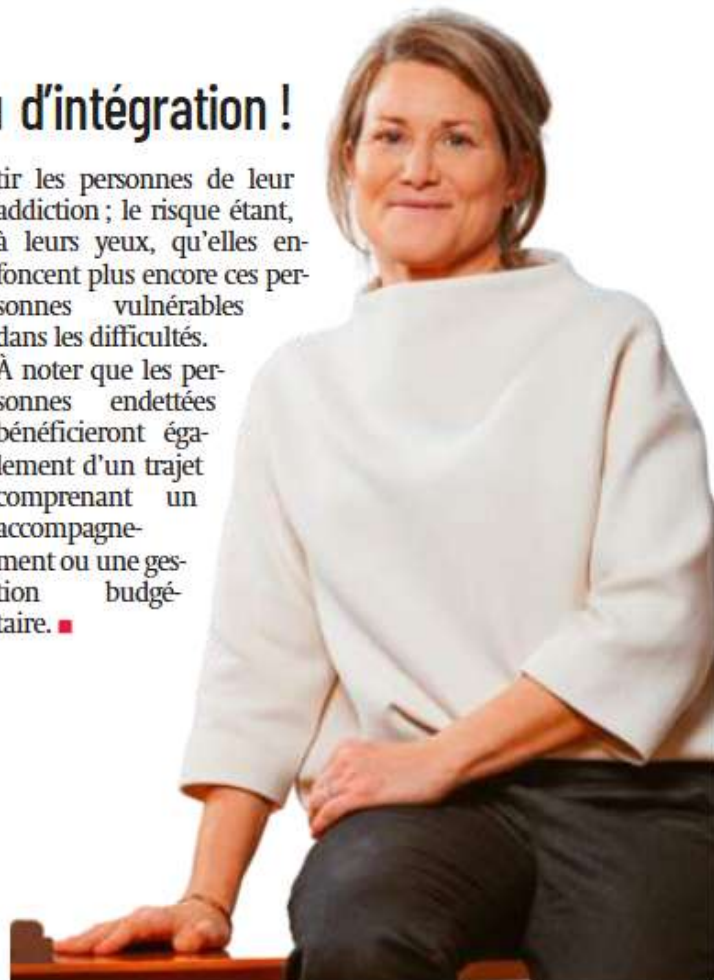 d'intégration !
tir les personnes de leur
addiction ; le risque étant,
à leurs yeux, qu'elles en-
foncent plus encore ces per-
sonnes vulnérables
dans les difficultés.
À noter que les per-
sonnes endettées
bénéficieront éga-
lement d'un trajet
comprenant un
accompagne-
ment ou une ges-
tion budgé-
taire.